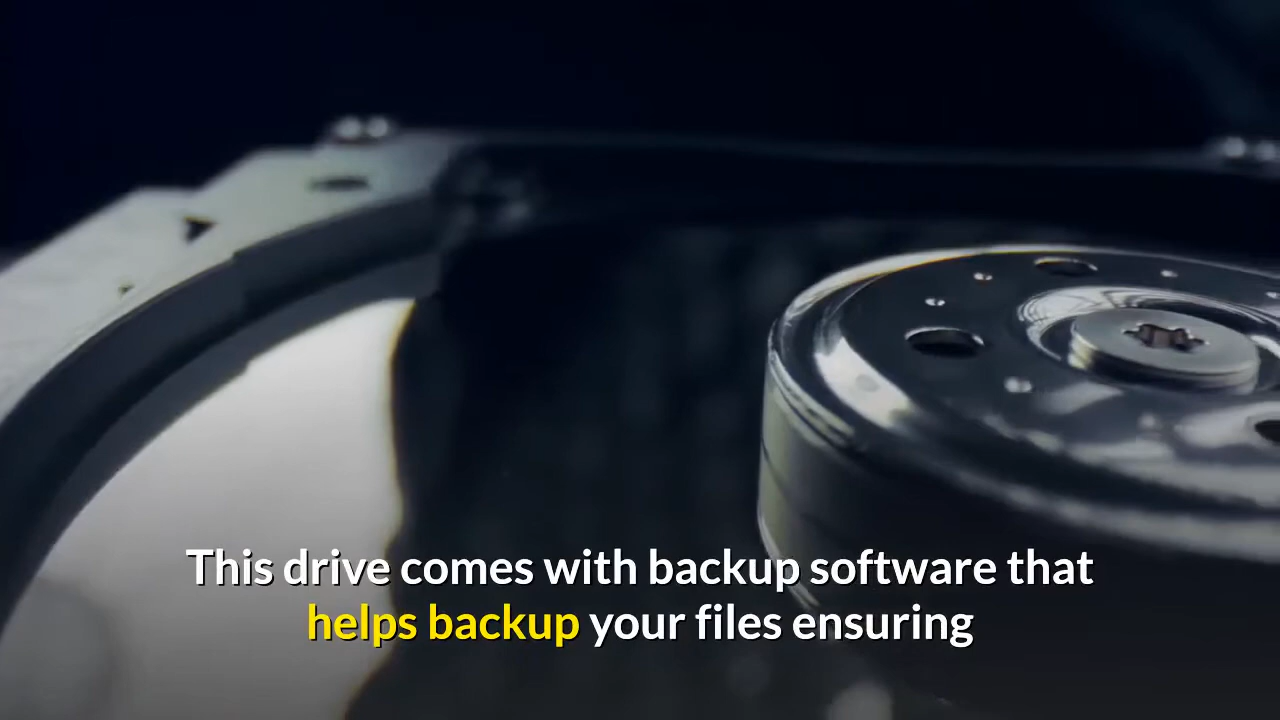 This drive comes with backup software that
helps backup your files ensuring